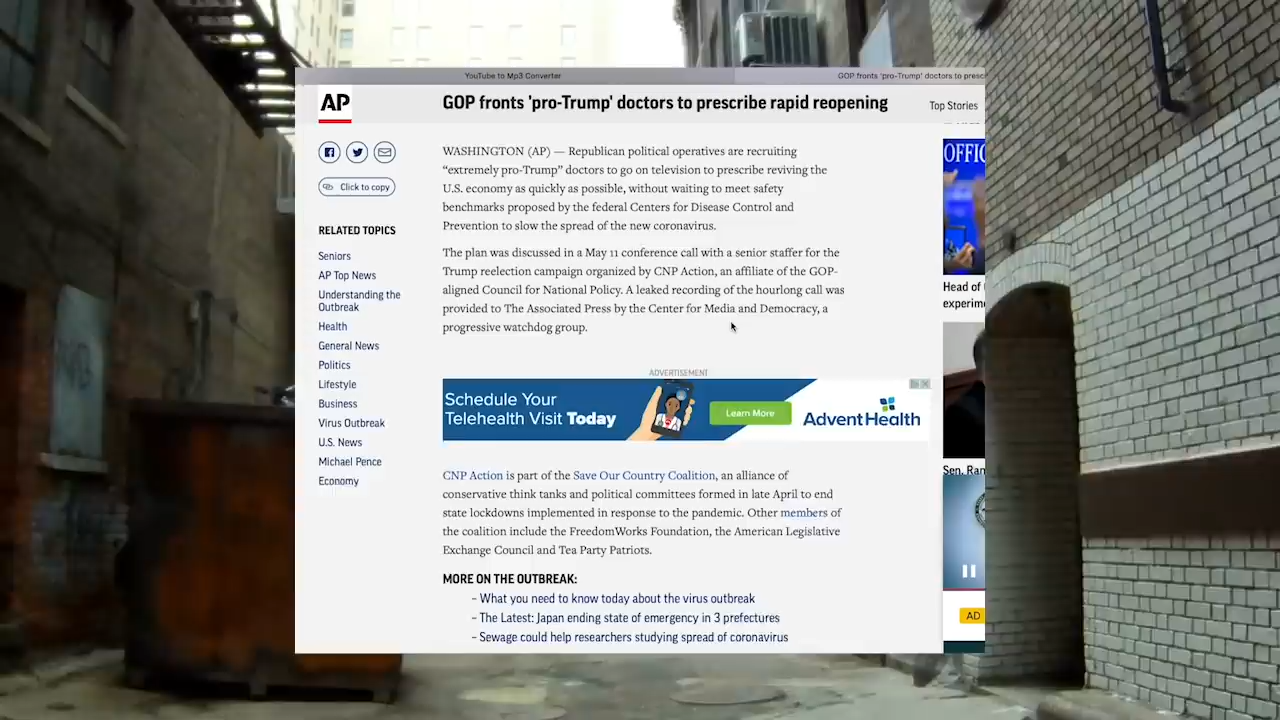 YouTube to Mp3 Converter
GOP fronts 'pro-Trump' doctors to presc
AP
GOP fronts 'pro-Trump' doctors to prescribe rapid reopening
Top Stories
Click to copy
RELATED TOPICS
Seniors
AP Top News
Understanding the
Outbreak
Health
General News
Politics
Lifestyle
Business
Virus Outbreak
U.S. News
Michael Pence
Economy
WASHINGTON (AP) — Republican political operatives are recruiting
“extremely pro-Trump” doctors to go on television to prescribe reviving the
U.S. economy as quickly as possible, without waiting to meet safety
benchmarks proposed by the federal Centers for Disease Control and
Prevention to slow the spread of the new coronavirus.
The plan was discussed in a May 11 conference call with a senior staffer for the
Trump reelection campaign organized by CNP Action, an affiliate of the GOP-
aligned Council for National Policy. A leaked recording of the hourlong call was
provided to The Associated Press by the Center for Media and Democracy, a
progressive watchdog group.
ADVERTISEMENT
Schedule Your
Telehealth Visit Today
Learn More
AdventHealth
CNP Action is part of the Save Our Country Coalition, an alliance of
conservative think tanks and political committees formed in late April to end
state lockdowns implemented in response to the pandemic. Other members of
the coalition include the FreedomWorks Foundation, the American Legislative
Exchange Council and Tea Party Patriots.
MORE ON THE OUTBREAK:
– What you need to know today about the virus outbreak
– The Latest: Japan ending state of emergency in 3 prefectures
– Sewage could help researchers studying spread of coronavirus
OFFIC
Head of
experim
Sen. Ran
AD